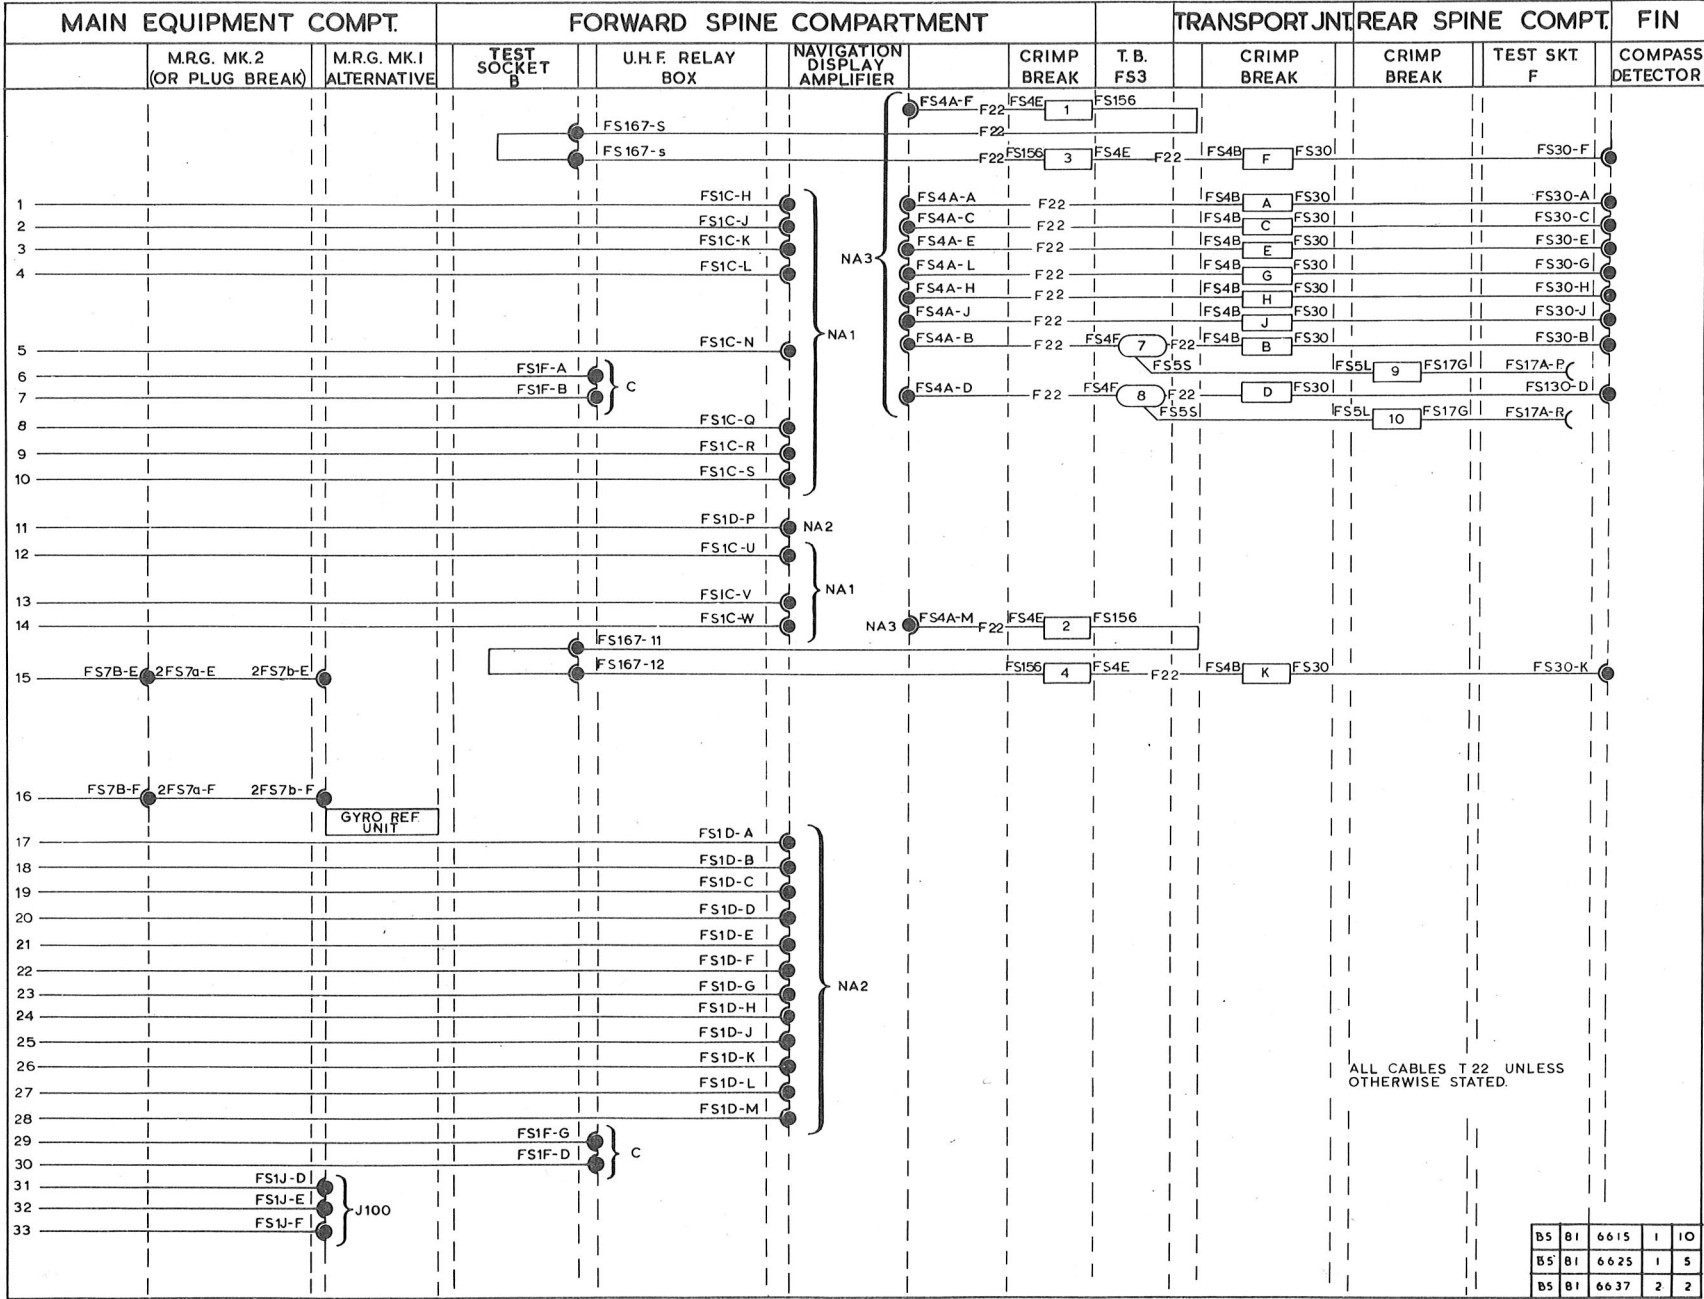 MAIN EQUIPMENT COMPT.
FORWARD SPINE COMPARTMENT
TRANSPORT JNT.
REAR SPINE COMPT.
FIN
M.R.G. MK.2
(OR PLUG BREAK)
M.R.G. MK.1
ALTERNATIVE
TEST
SOCKET
B
U.H.F. RELAY
BOX
NAVIGATION
DISPLAY
AMPLIFIER
CRIMP
BREAK
T.B.
FS3
CRIMP
BREAK
CRIMP
BREAK
TEST SKT.
F
COMPASS
DETECTOR
FS4A-F F22 FS4E 1 FS156
FS167-S F22
FS167-s F22 FS156 3 FS4E F22 FS4B F FS30 FS30-F
1 FS1C-H FS4A-A F22 FS4B A FS30 FS30-A
2 FS1C-J FS4A-C F22 FS4B C FS30 FS30-C
3 FS1C-K FS4A-E F22 FS4B E FS30 FS30-E
NA3
4 FS1C-L FS4A-L F22 FS4B G FS30 FS30-G
FS4A-H F22 FS4B H FS30 FS30-H
FS4A-J F22 FS4B J FS30 FS30-J
NA1
5 FS1C-N FS4A-B F22 FS4F 7 F22 FS4B B FS30 FS30-B
6 FS1F-A FS5S FS5L 9 FS17G FS17A-P
C
7 FS1F-B FS4A-D F22 FS4F 8 F22 D FS30 FS130-D
8 FS1C-Q FS5S FS5L 10 FS17G FS17A-R
9 FS1C-R
10 FS1C-S
11 FS1D-P NA2
12 FS1C-U
NA1
13 FS1C-V
14 FS1C-W NA3 FS4A-M F22 FS4E 2 FS156
FS167-11
15 FS7B-E 2FS7a-E 2FS7b-E FS167-12 FS156 4 FS4E F22 FS4B K FS30 FS30-K
16 FS7B-F 2FS7a-F 2FS7b-F
GYRO REF
UNIT
17 FS1D-A
18 FS1D-B
19 FS1D-C
20 FS1D-D
21 FS1D-E
22 FS1D-F
23 FS1D-G NA2
24 FS1D-H
25 FS1D-J
26 FS1D-K
27 FS1D-L
28 FS1D-M
ALL CABLES T22 UNLESS
OTHERWISE STATED.
29 FS1F-G
C
30 FS1F-D
31 FS1J-D
32 FS1J-E J100
33 FS1J-F
B5 81 6615 1 10
B5 81 6625 1 5
B5 81 6637 2 2